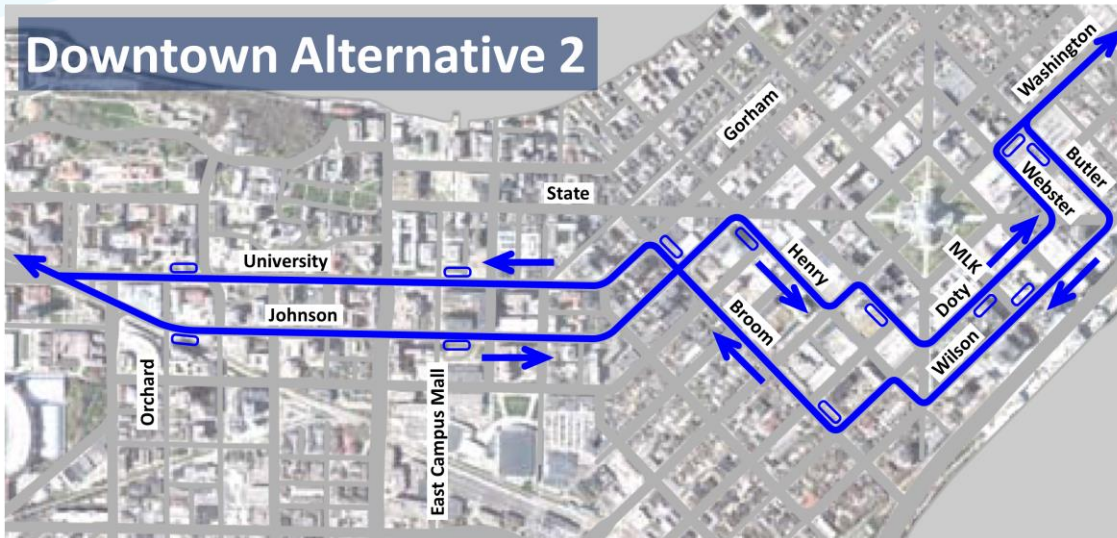 Downtown Alternative 2
Washington
Gorham
Butler
State
Webster
University
Henry
MLK
Johnson
Doty
Broom
Wilson
Orchard
East Campus Mall